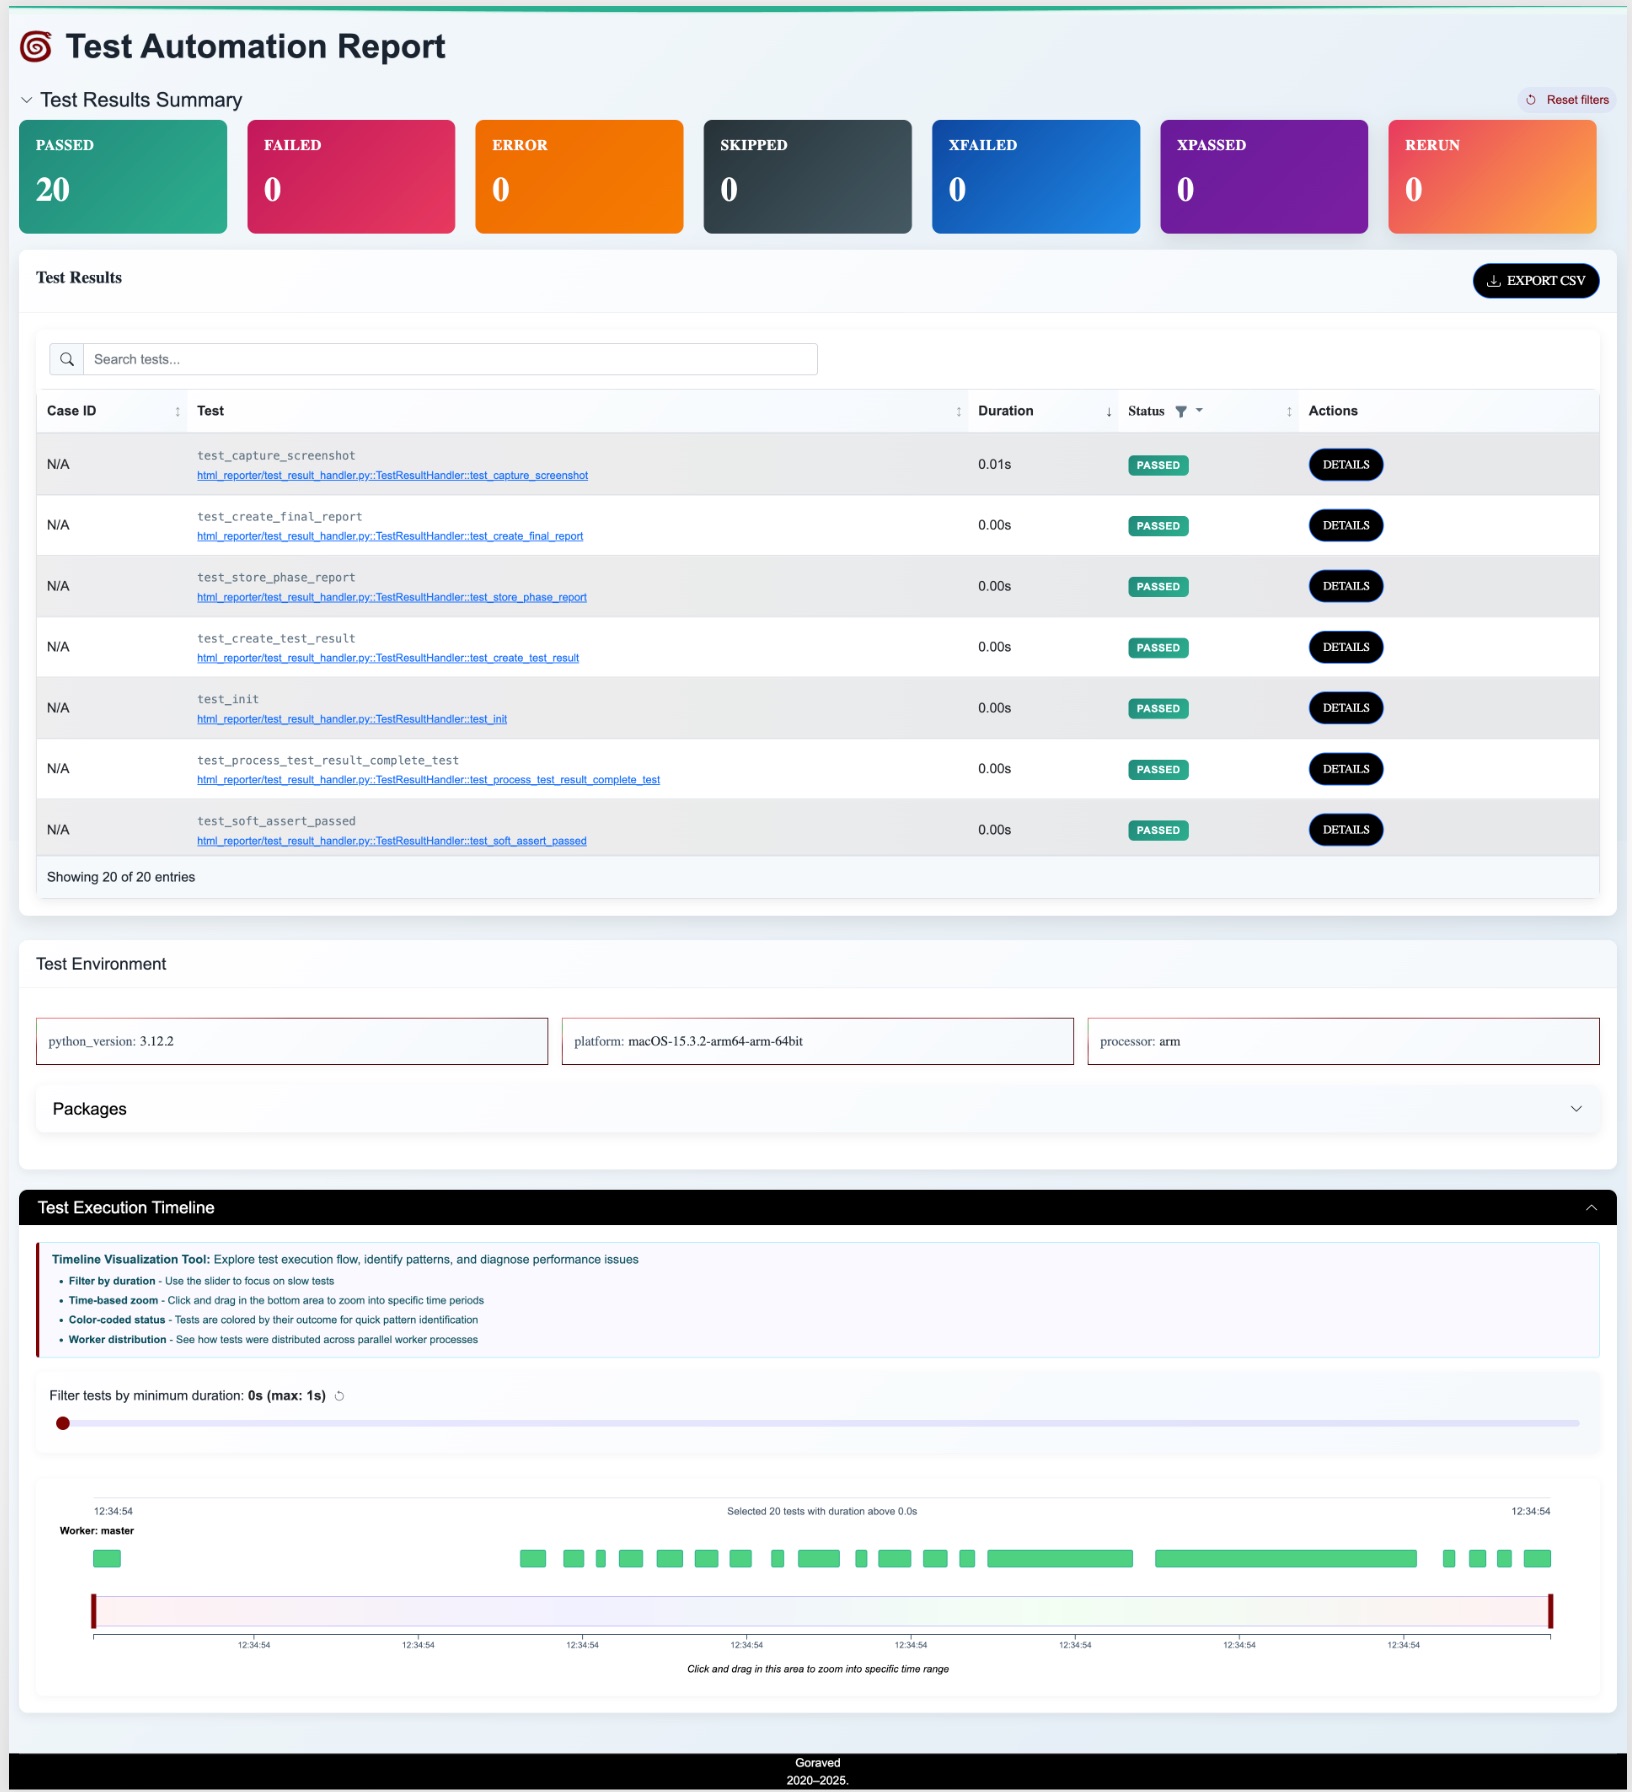 Test Automation Report
Test Results Summary
Reset filters
PASSED
20
FAILED
0
ERROR
0
SKIPPED
0
XFAILED
0
XPASSED
0
RERUN
0
Test Results
EXPORT CSV
Search tests...
Case ID Test Duration Status Actions
test_capture_screenshot
N/A 0.01s PASSED DETAILS
html_reporter/test_result_handler.py::TestResultHandler::test_capture_screenshot
test_create_final_report
N/A 0.00s PASSED DETAILS
html_reporter/test_result_handler.py::TestResultHandler::test_create_final_report
test_store_phase_report
N/A 0.00s PASSED DETAILS
html_reporter/test_result_handler.py::TestResultHandler::test_store_phase_report
test_create_test_result
N/A 0.00s PASSED DETAILS
html_reporter/test_result_handler.py::TestResultHandler::test_create_test_result
test_init
N/A 0.00s PASSED DETAILS
html_reporter/test_result_handler.py::TestResultHandler::test_init
test_process_test_result_complete_test
N/A 0.00s PASSED DETAILS
html_reporter/test_result_handler.py::TestResultHandler::test_process_test_result_complete_test
test_soft_assert_passed
N/A 0.00s PASSED DETAILS
html_reporter/test_result_handler.py::TestResultHandler::test_soft_assert_passed
Showing 20 of 20 entries
Test Environment
python_version: 3.12.2
platform: macOS-15.3.2-arm64-arm-64bit
processor: arm
Packages
Test Execution Timeline
Timeline Visualization Tool: Explore test execution flow, identify patterns, and diagnose performance issues
• Filter by duration - Use the slider to focus on slow tests
• Time-based zoom - Click and drag in the bottom area to zoom into specific time periods
• Color-coded status - Tests are colored by their outcome for quick pattern identification
• Worker distribution - See how tests were distributed across parallel worker processes
Filter tests by minimum duration: 0s (max: 1s)
12:34:54 Selected 20 tests with duration above 0.0s 12:34:54
Worker: master
12:34:54 12:34:54 12:34:54 12:34:54 12:34:54 12:34:54 12:34:54 12:34:54
Click and drag in this area to zoom into specific time range
Goraved
2020–2025.